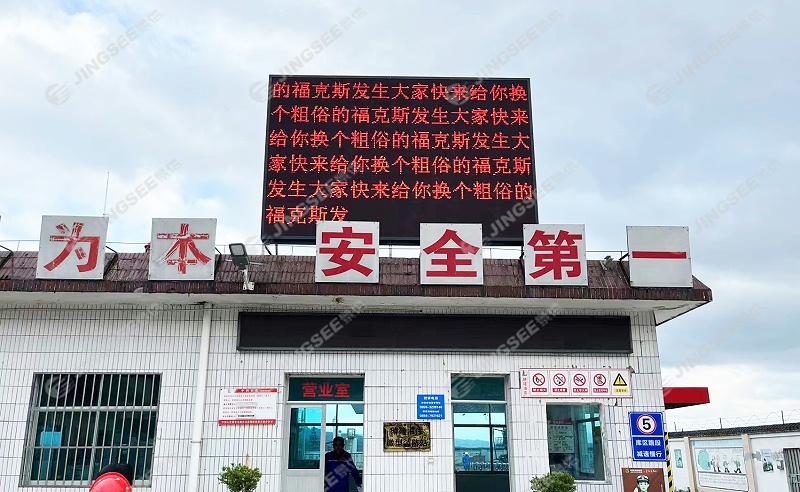 的福克斯发生大家快来给你换
个粗俗的福克斯发生大家快来
给你换个粗俗的福克斯发生大
家快来给你换个粗俗的福克斯
发生大家快来给你换个粗俗的
福克斯发
为本 安全第一
营业室
5
库区路段
减速慢行
JINGSEE